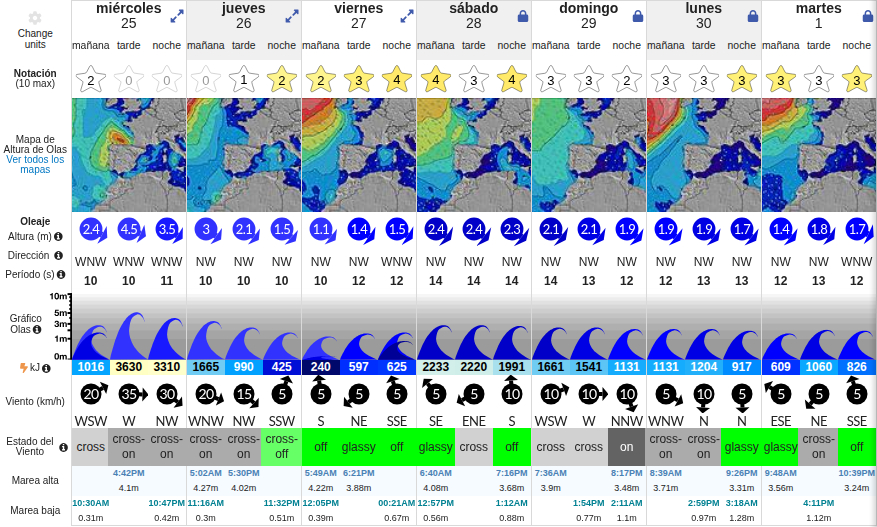 miércoles jueves viernes sábado domingo lunes martes
25 26 27 28 29 30 1
Change
units
mañana tarde noche mañana tarde noche mañana tarde noche mañana tarde noche mañana tarde noche mañana tarde noche mañana tarde noche
Notación
(10 max)
2 0 0 0 1 2 2 3 4 4 3 4 3 3 2 3 3 3 3 3 3
Mapa de
Altura de Olas
Ver todos los
mapas
Oleaje
Altura (m)
2.4 4.5 3.5 3 2.1 1.5 1.1 1.4 1.5 2.4 2.4 2.3 2.1 2.1 1.9 1.9 1.9 1.7 1.4 1.8 1.7
Dirección
WNW WNW WNW NW NW NW NW NW NW NW NW NW NW NW NW NW NW NW NW NW WNW
Período (s)
10 10 11 10 10 10 10 12 12 14 14 14 14 13 12 12 13 13 12 13 12
Gráfico
Olas
10m
5m
3m
1m
0m
kJ
1016 3630 3310 1665 990 425 240 597 625 2233 2220 1991 1661 1541 1131 1131 1204 917 609 1060 826
Viento (km/h)
20 35 30 20 15 5 5 5 5 5 5 10 10 10 10 5 10 5 5 5 5
WSW W NW WNW NW SSW S NE SSE SE ENE S WSW W NNW WNW N N ESE NE SSE
Estado del
Viento
cross cross-on cross-on cross-on cross-on cross-off off glassy off glassy cross off cross cross on cross-on cross-on glassy glassy cross-on off
Marea alta
4:42PM 5:02AM 5:30PM 5:49AM 6:21PM 6:40AM 7:16PM 7:36AM 8:17PM 8:39AM 9:26PM 9:48AM 10:39PM
4.1m 4.27m 4.02m 4.22m 3.88m 4.08m 3.68m 3.9m 3.48m 3.71m 3.31m 3.56m 3.24m
Marea baja
10:30AM 10:47PM 11:16AM 11:32PM 12:05PM 00:21AM 12:57PM 1:12AM 1:54PM 2:11AM 2:59PM 3:18AM 4:11PM
0.31m 0.42m 0.3m 0.51m 0.39m 0.67m 0.56m 0.88m 0.77m 1.1m 0.97m 1.28m 1.12m